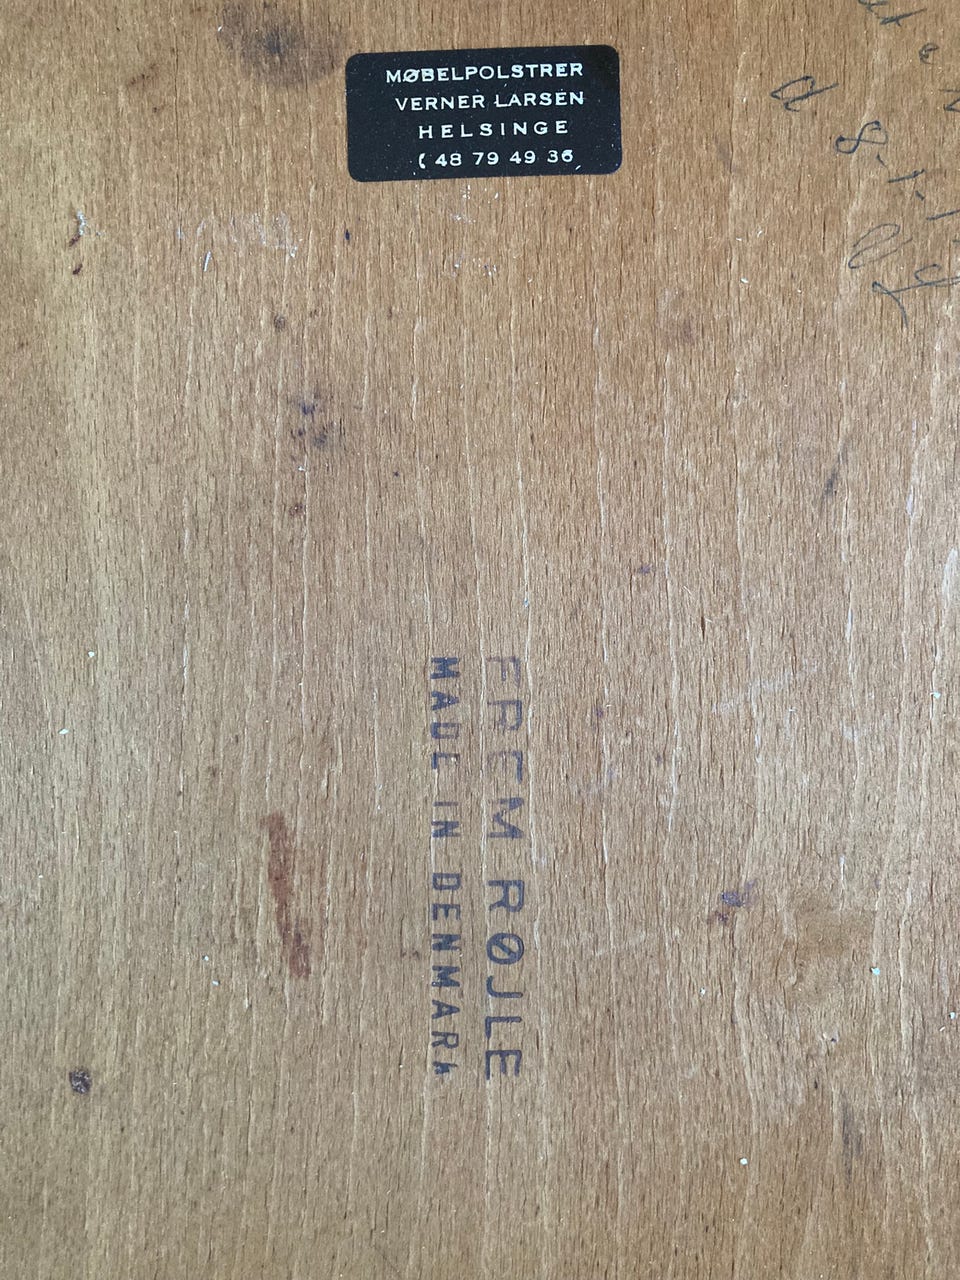 MØBELPOLSTRER
VERNER LARSEN
HELSINGE
48 79 49 36
FREM RØJLE
MADE IN DENMARK